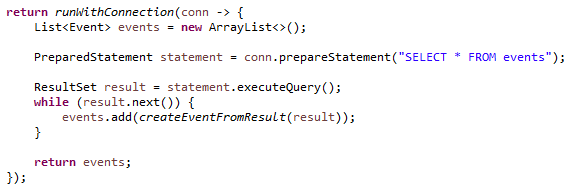 return runWithConnection(conn -> {
    List<Event> events = new ArrayList<>();

    PreparedStatement statement = conn.prepareStatement("SELECT * FROM events");

    ResultSet result = statement.executeQuery();
    while (result.next()) {
        events.add(createEventFromResult(result));
    }

    return events;
});